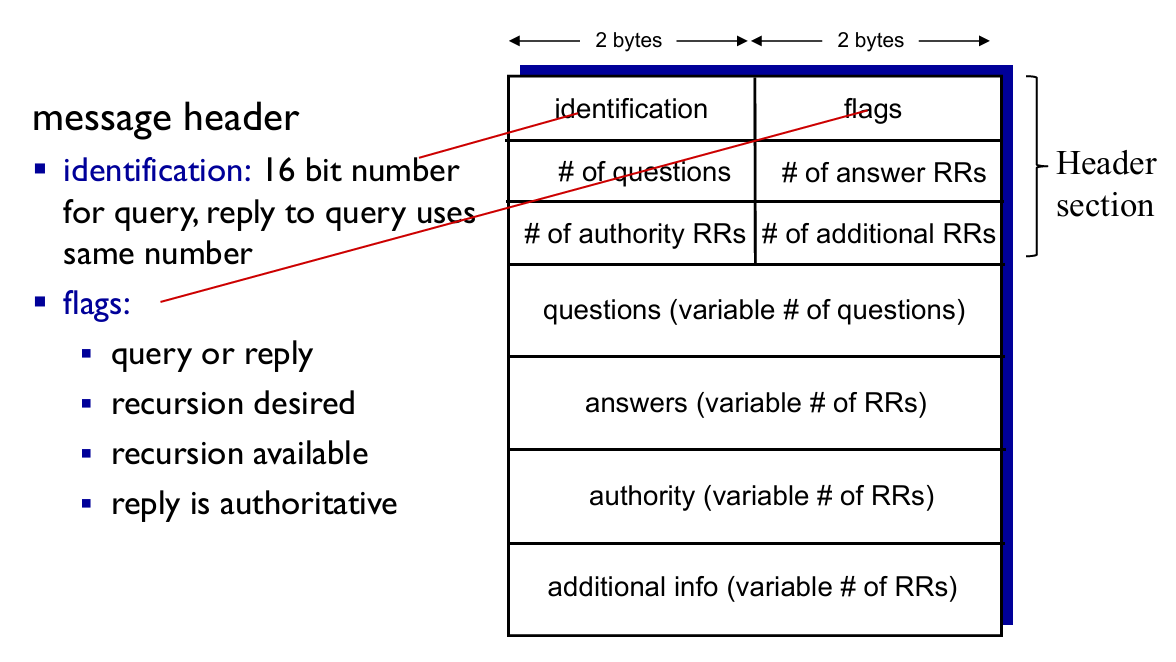 message header
▪ identification: 16 bit number
for query, reply to query uses
same number
▪ flags:
▪ query or reply
▪ recursion desired
▪ recursion available
▪ reply is authoritative
2 bytes 2 bytes
identification flags
# of questions # of answer RRs
# of authority RRs # of additional RRs
questions (variable # of questions)
answers (variable # of RRs)
authority (variable # of RRs)
additional info (variable # of RRs)
Header
section